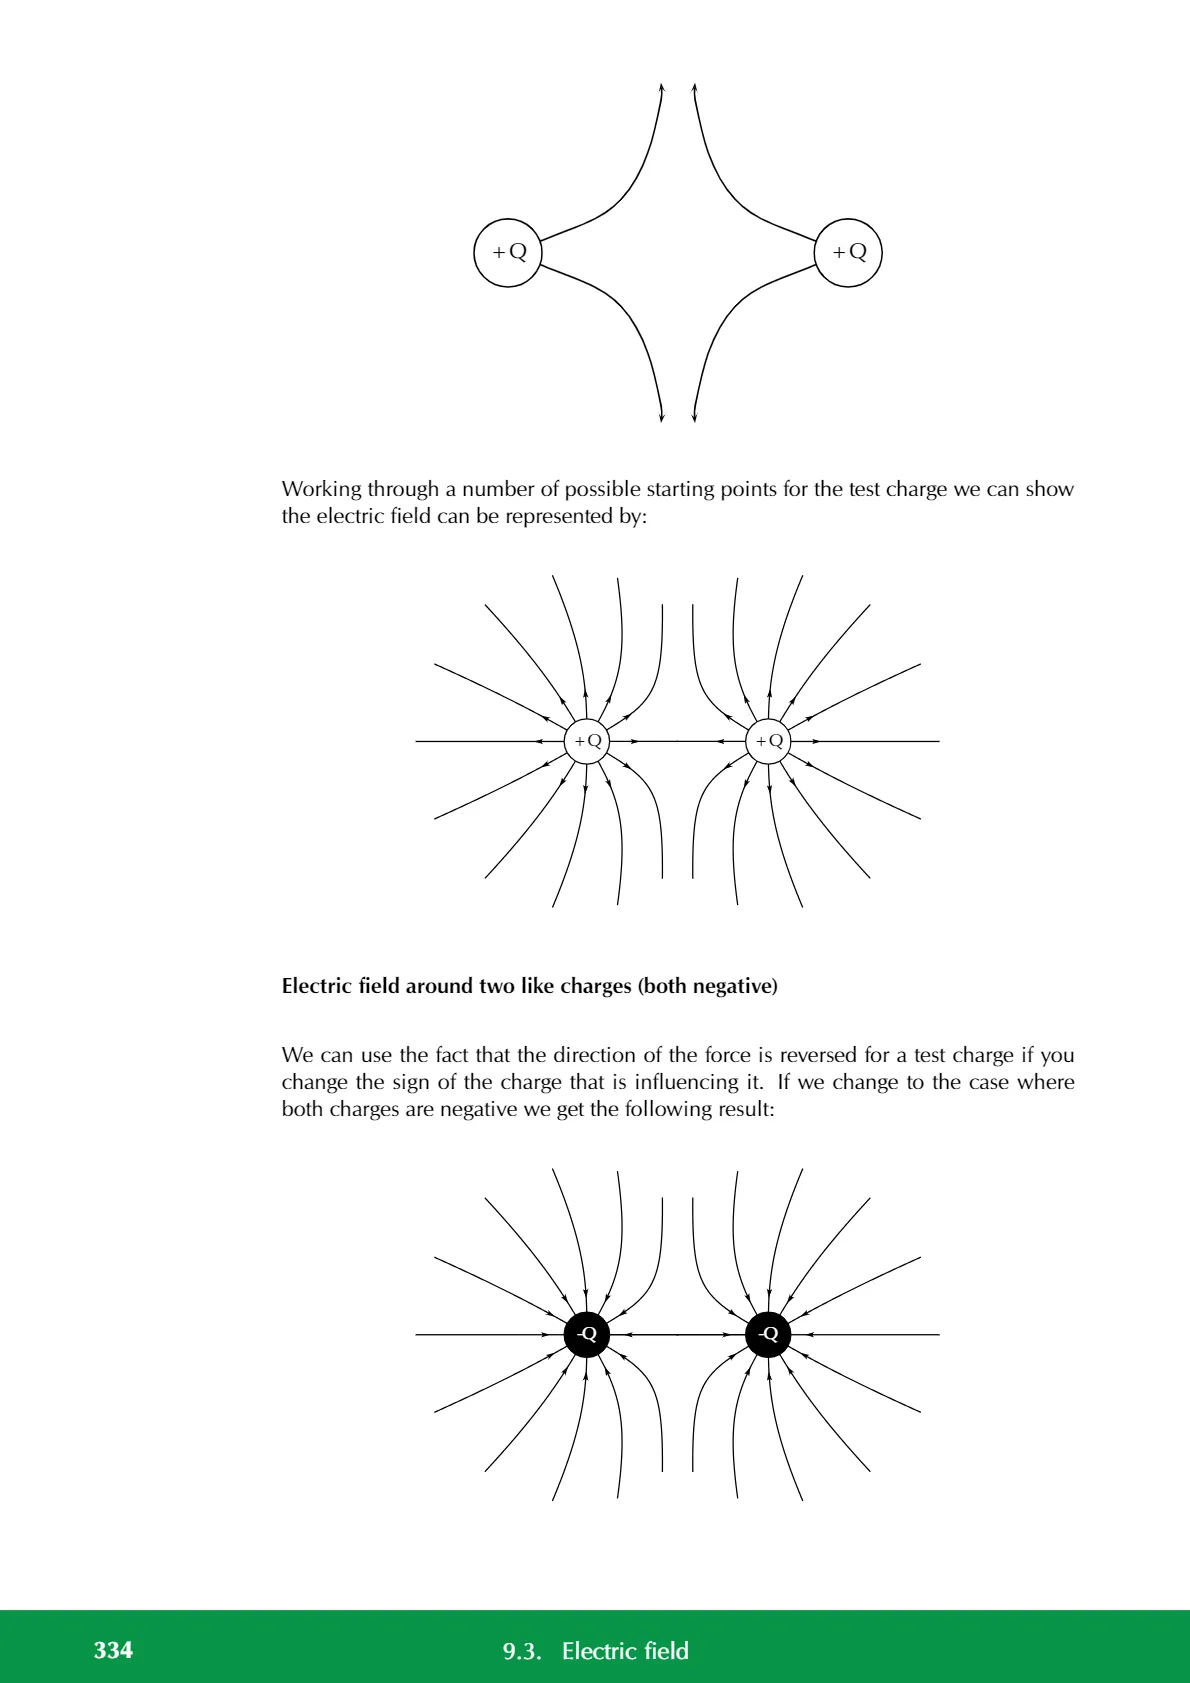 +Q +Q
Working through a number of possible starting points for the test charge we can show
the electric field can be represented by:
+Q +Q
Electric field around two like charges (both negative)
We can use the fact that the direction of the force is reversed for a test charge if you
change the sign of the charge that is influencing it. If we change to the case where
both charges are negative we get the following result:
-Q -Q
334 9.3. Electric field